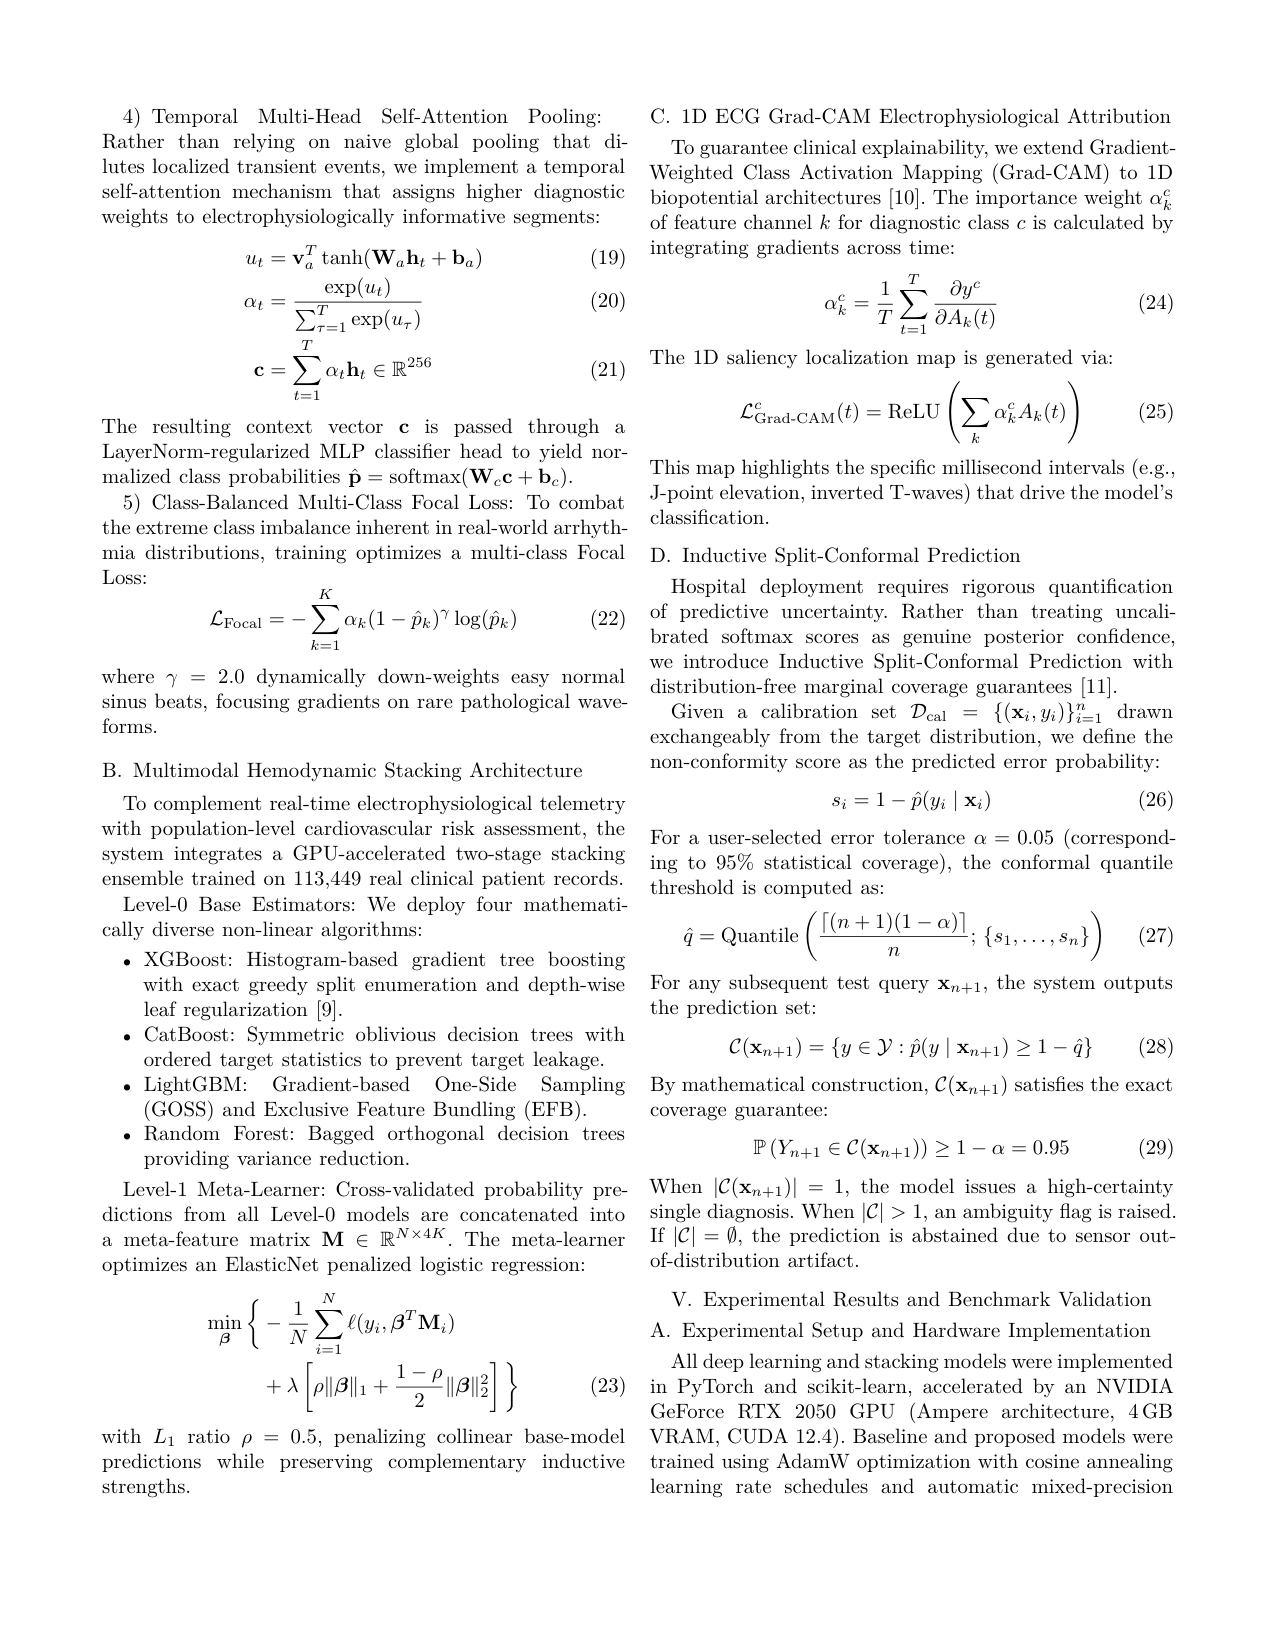 4) Temporal Multi-Head Self-Attention Pooling:
Rather than relying on naive global pooling that di-
lutes localized transient events, we implement a temporal
self-attention mechanism that assigns higher diagnostic
weights to electrophysiologically informative segments:
u_t = v_a^T tanh(W_a h_t + b_a) (19)
α_t = exp(u_t) / ∑_{τ=1}^T exp(u_τ) (20)
c = ∑_{t=1}^T α_t h_t ∈ ℝ^256 (21)
The resulting context vector c is passed through a
LayerNorm-regularized MLP classifier head to yield nor-
malized class probabilities p̂ = softmax(W_c c + b_c).
5) Class-Balanced Multi-Class Focal Loss: To combat
the extreme class imbalance inherent in real-world arrhyth-
mia distributions, training optimizes a multi-class Focal
Loss:
ℒ_Focal = − ∑_{k=1}^K α_k (1 − p̂_k)^γ log(p̂_k) (22)
where γ = 2.0 dynamically down-weights easy normal
sinus beats, focusing gradients on rare pathological wave-
forms.
B. Multimodal Hemodynamic Stacking Architecture
To complement real-time electrophysiological telemetry
with population-level cardiovascular risk assessment, the
system integrates a GPU-accelerated two-stage stacking
ensemble trained on 113,449 real clinical patient records.
Level-0 Base Estimators: We deploy four mathemati-
cally diverse non-linear algorithms:
• XGBoost: Histogram-based gradient tree boosting
with exact greedy split enumeration and depth-wise
leaf regularization [9].
• CatBoost: Symmetric oblivious decision trees with
ordered target statistics to prevent target leakage.
• LightGBM: Gradient-based One-Side Sampling
(GOSS) and Exclusive Feature Bundling (EFB).
• Random Forest: Bagged orthogonal decision trees
providing variance reduction.
Level-1 Meta-Learner: Cross-validated probability pre-
dictions from all Level-0 models are concatenated into
a meta-feature matrix M ∈ ℝ^{N×4K}. The meta-learner
optimizes an ElasticNet penalized logistic regression:
min_β { − 1/N ∑_{i=1}^N ℓ(y_i, β^T M_i)
+ λ [ ρ‖β‖_1 + (1 − ρ)/2 ‖β‖_2^2 ] } (23)
with L_1 ratio ρ = 0.5, penalizing collinear base-model
predictions while preserving complementary inductive
strengths.
C. 1D ECG Grad-CAM Electrophysiological Attribution
To guarantee clinical explainability, we extend Gradient-
Weighted Class Activation Mapping (Grad-CAM) to 1D
biopotential architectures [10]. The importance weight α_k^c
of feature channel k for diagnostic class c is calculated by
integrating gradients across time:
α_k^c = 1/T ∑_{t=1}^T ∂y^c / ∂A_k(t) (24)
The 1D saliency localization map is generated via:
ℒ_Grad-CAM^c(t) = ReLU ( ∑_k α_k^c A_k(t) ) (25)
This map highlights the specific millisecond intervals (e.g.,
J-point elevation, inverted T-waves) that drive the model's
classification.
D. Inductive Split-Conformal Prediction
Hospital deployment requires rigorous quantification
of predictive uncertainty. Rather than treating uncali-
brated softmax scores as genuine posterior confidence,
we introduce Inductive Split-Conformal Prediction with
distribution-free marginal coverage guarantees [11].
Given a calibration set 𝒟_cal = {(x_i, y_i)}_{i=1}^n drawn
exchangeably from the target distribution, we define the
non-conformity score as the predicted error probability:
s_i = 1 − p̂(y_i | x_i) (26)
For a user-selected error tolerance α = 0.05 (correspond-
ing to 95% statistical coverage), the conformal quantile
threshold is computed as:
q̂ = Quantile ( ⌈(n + 1)(1 − α)⌉ / n ; {s_1, . . . , s_n} ) (27)
For any subsequent test query x_{n+1}, the system outputs
the prediction set:
𝒞(x_{n+1}) = {y ∈ 𝒴 : p̂(y | x_{n+1}) ≥ 1 − q̂} (28)
By mathematical construction, 𝒞(x_{n+1}) satisfies the exact
coverage guarantee:
ℙ (Y_{n+1} ∈ 𝒞(x_{n+1})) ≥ 1 − α = 0.95 (29)
When |𝒞(x_{n+1})| = 1, the model issues a high-certainty
single diagnosis. When |𝒞| > 1, an ambiguity flag is raised.
If |𝒞| = ∅, the prediction is abstained due to sensor out-
of-distribution artifact.
V. Experimental Results and Benchmark Validation
A. Experimental Setup and Hardware Implementation
All deep learning and stacking models were implemented
in PyTorch and scikit-learn, accelerated by an NVIDIA
GeForce RTX 2050 GPU (Ampere architecture, 4 GB
VRAM, CUDA 12.4). Baseline and proposed models were
trained using AdamW optimization with cosine annealing
learning rate schedules and automatic mixed-precision